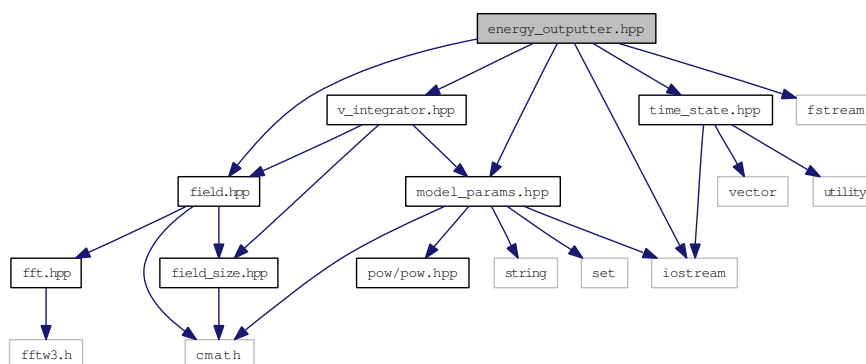 energy_outputter.hpp
v_integrator.hpp
time_state.hpp
fstream
field.hpp
model_params.hpp
vector
utility
fft.hpp
field_size.hpp
pow/pow.hpp
string
set
iostream
fftw3.h
cmath